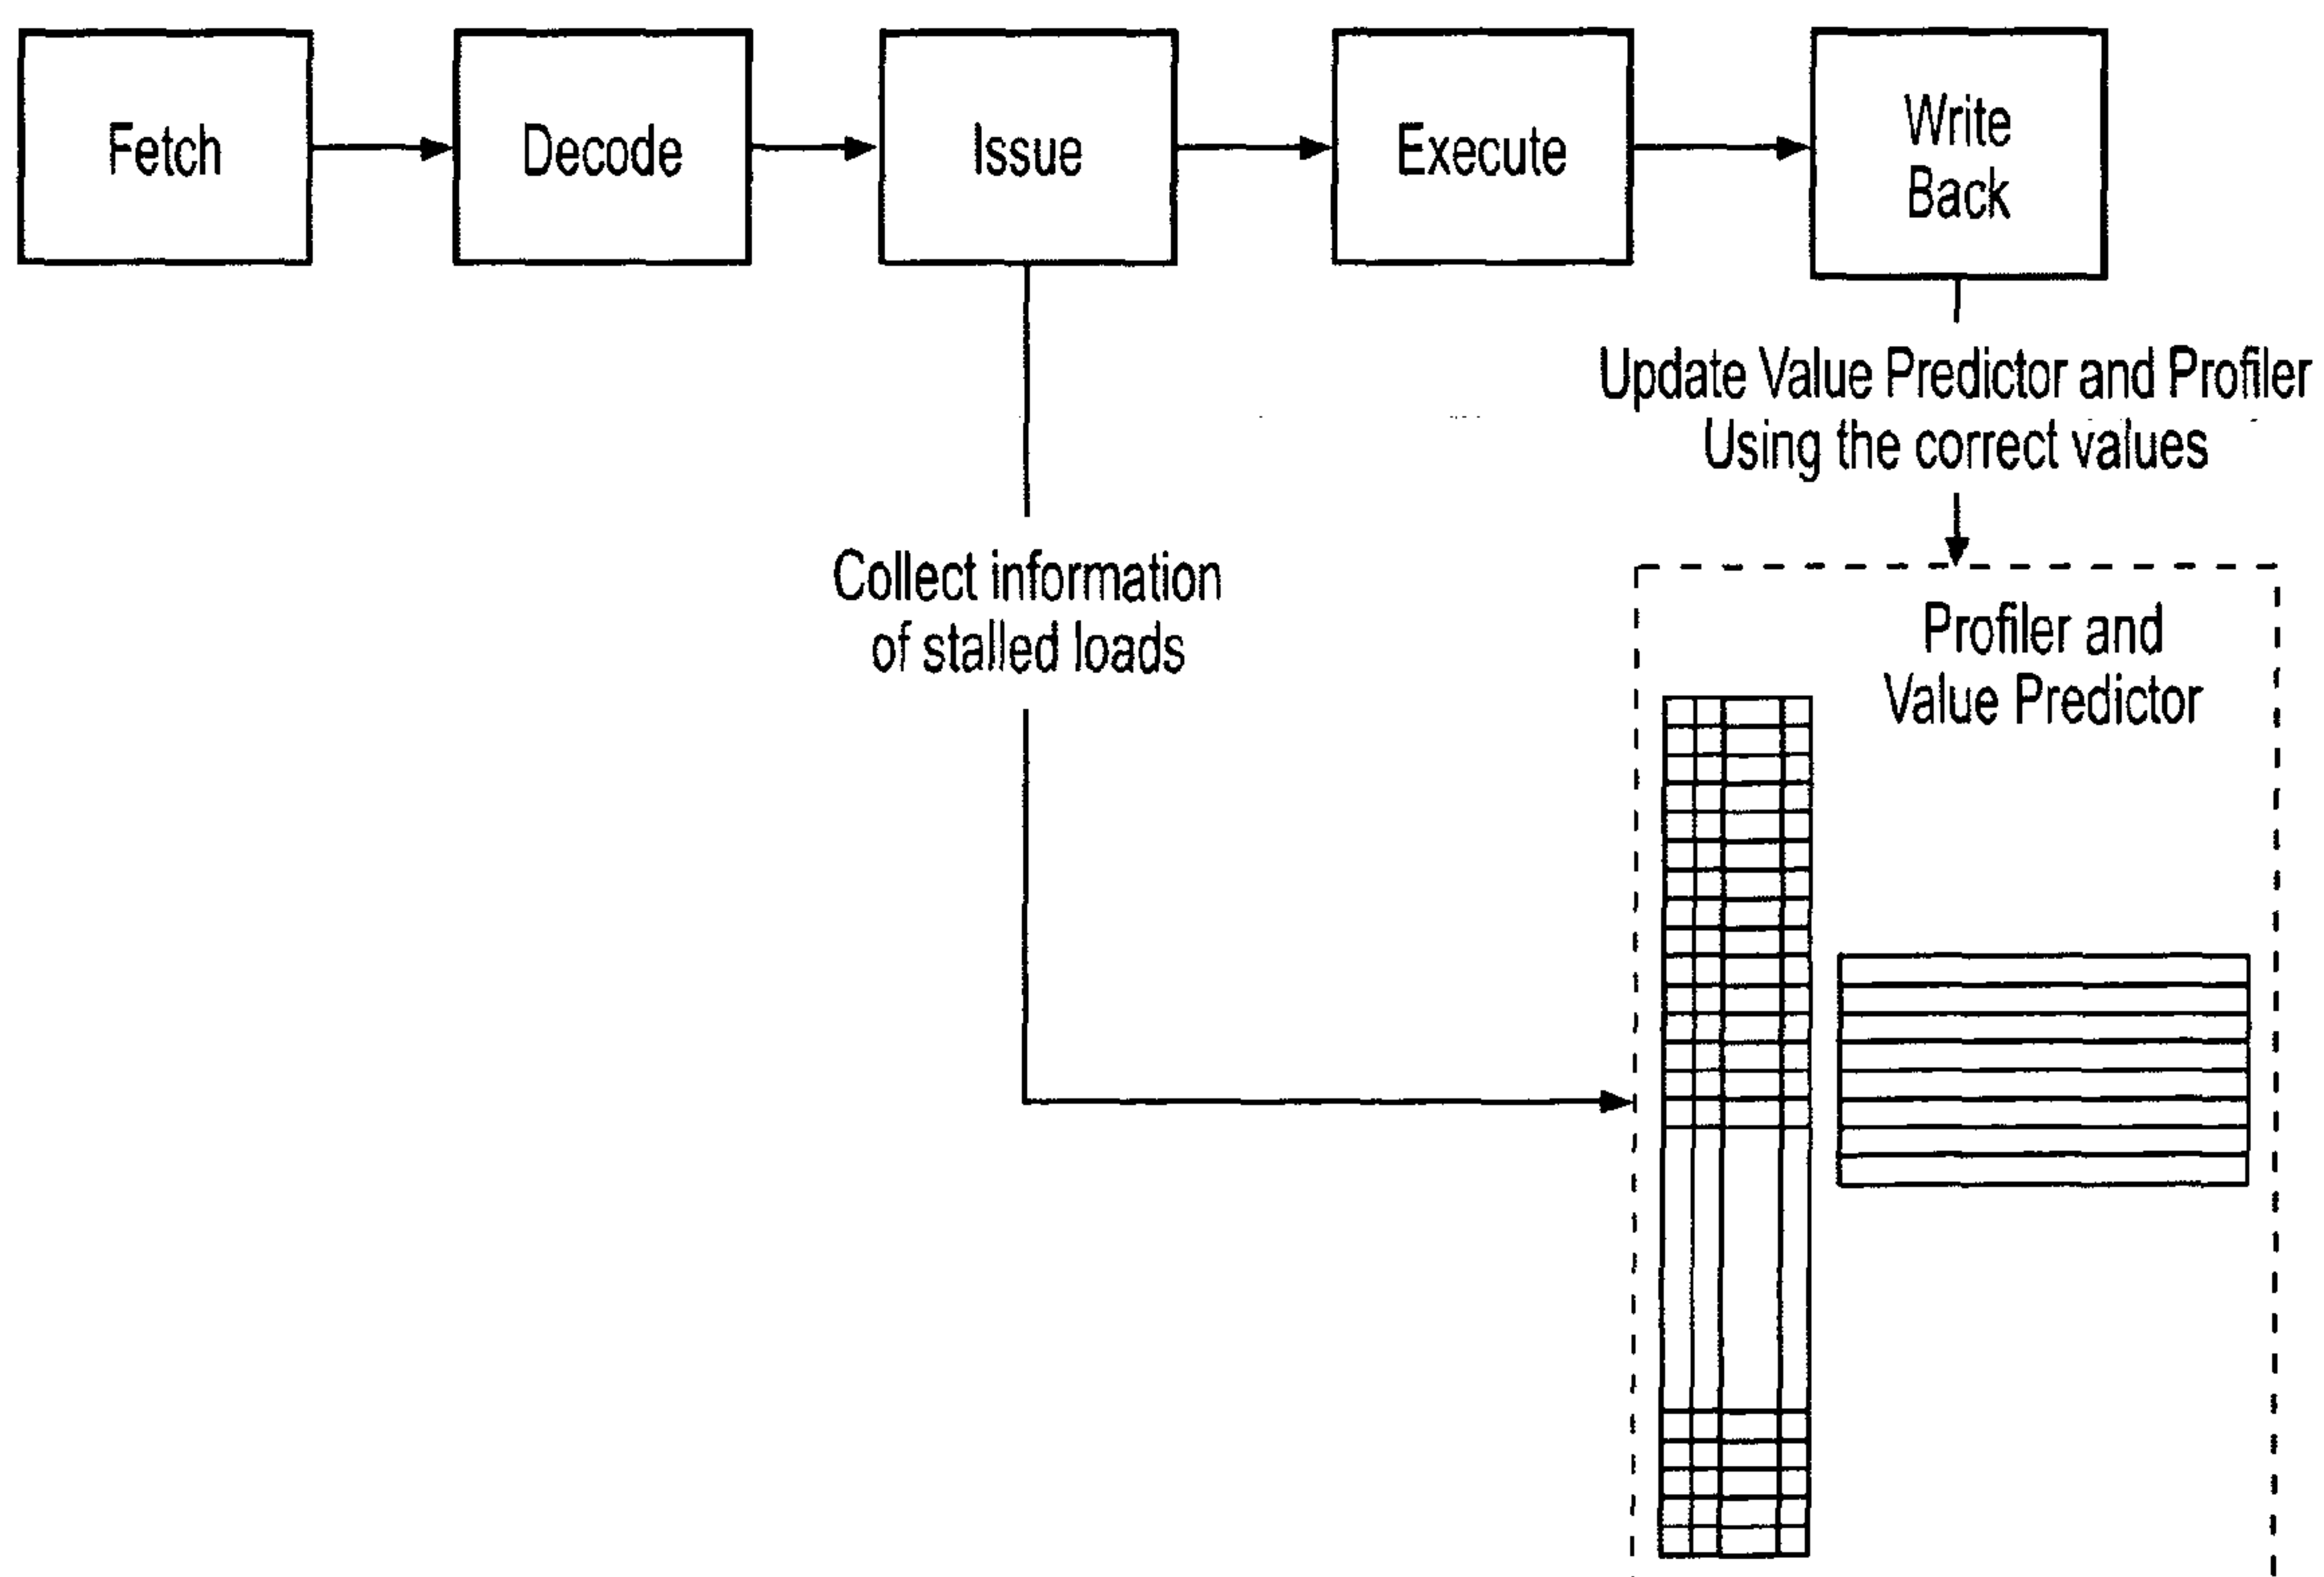 Fetch
Decode
Issue
Execute
Write
Back
Update Value Predictor and Profiler
Using the correct values
Collect information
of stalled loads
Profiler and
Value Predictor